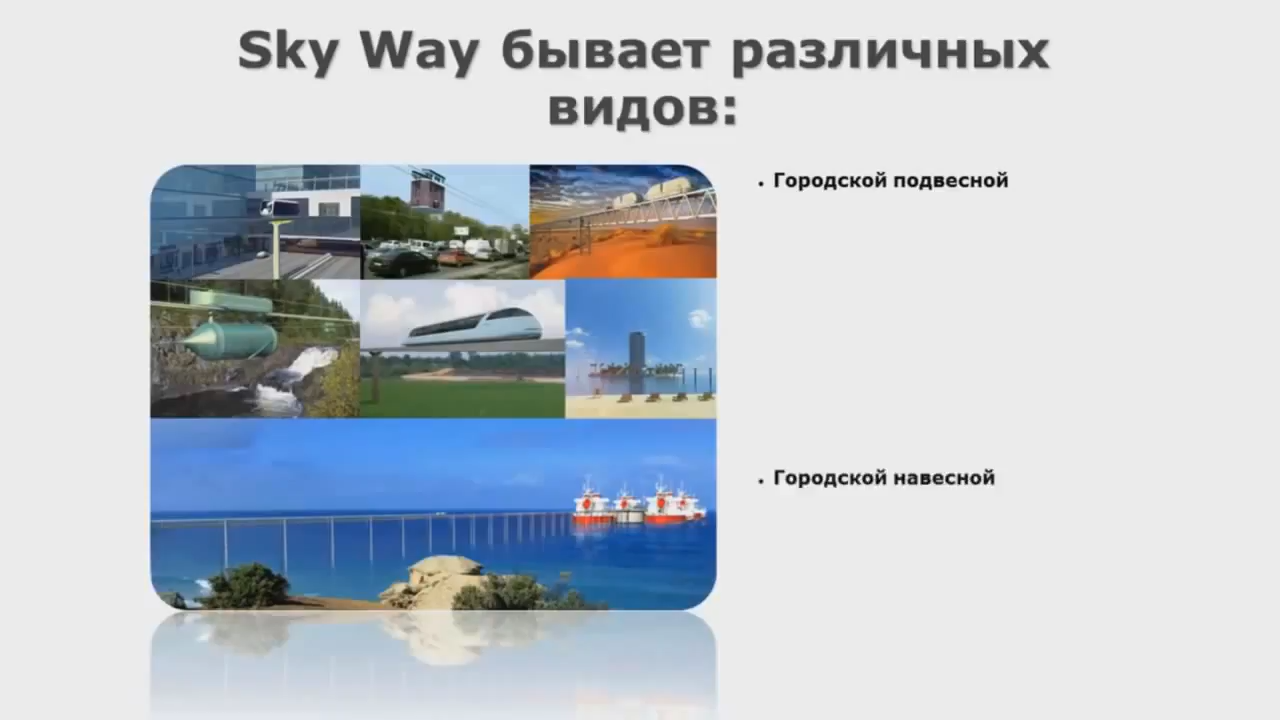 Sky Way бывает различных
видов:
• Городской подвесной
• Городской навесной